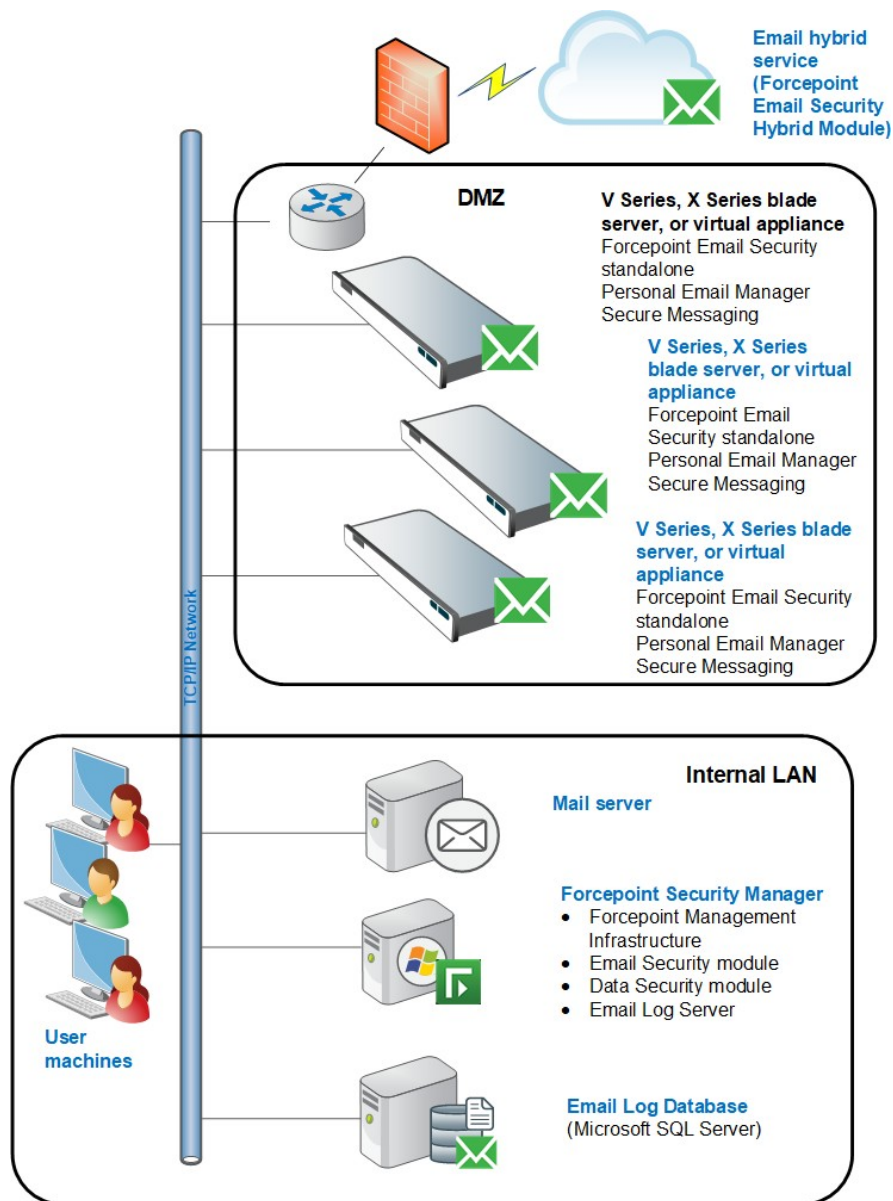 Email hybrid
service
(Forcepoint
Email Security
Hybrid Module)
DMZ
V Series, X Series blade
server, or virtual appliance
Forcepoint Email Security
standalone
Personal Email Manager
Secure Messaging
V Series, X Series
blade server, or virtual
appliance
Forcepoint Email
Security standalone
Personal Email Manager
Secure Messaging
V Series, X Series blade
server, or virtual
appliance
Forcepoint Email Security
standalone
Personal Email Manager
Secure Messaging
TCP/IP Network
Internal LAN
Mail server
Forcepoint Security Manager
• Forcepoint Management
Infrastructure
• Email Security module
• Data Security module
• Email Log Server
User
machines
Email Log Database
(Microsoft SQL Server)